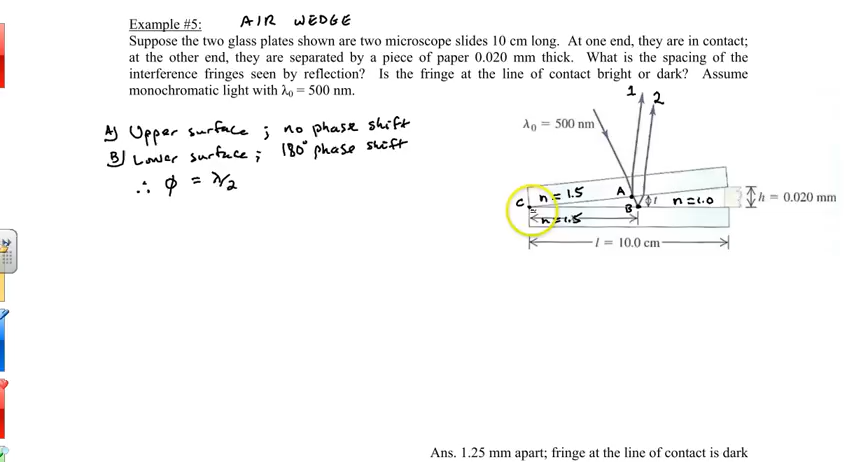 Example #5: AIR WEDGE
Suppose the two glass plates shown are two microscope slides 10 cm long. At one end, they are in contact;
at the other end, they are separated by a piece of paper 0.020 mm thick. What is the spacing of the
interference fringes seen by reflection? Is the fringe at the line of contact bright or dark? Assume
monochromatic light with λ₀ = 500 nm.
1 2
A) Upper surface ; no phase shift
λ₀ = 500 nm
B) Lower surface ; 180° phase shift
∴ ϕ = λ/2
C n = 1.5 A
B t n = 1.0 h = 0.020 mm
n = 1.5
l = 10.0 cm
Ans. 1.25 mm apart; fringe at the line of contact is dark